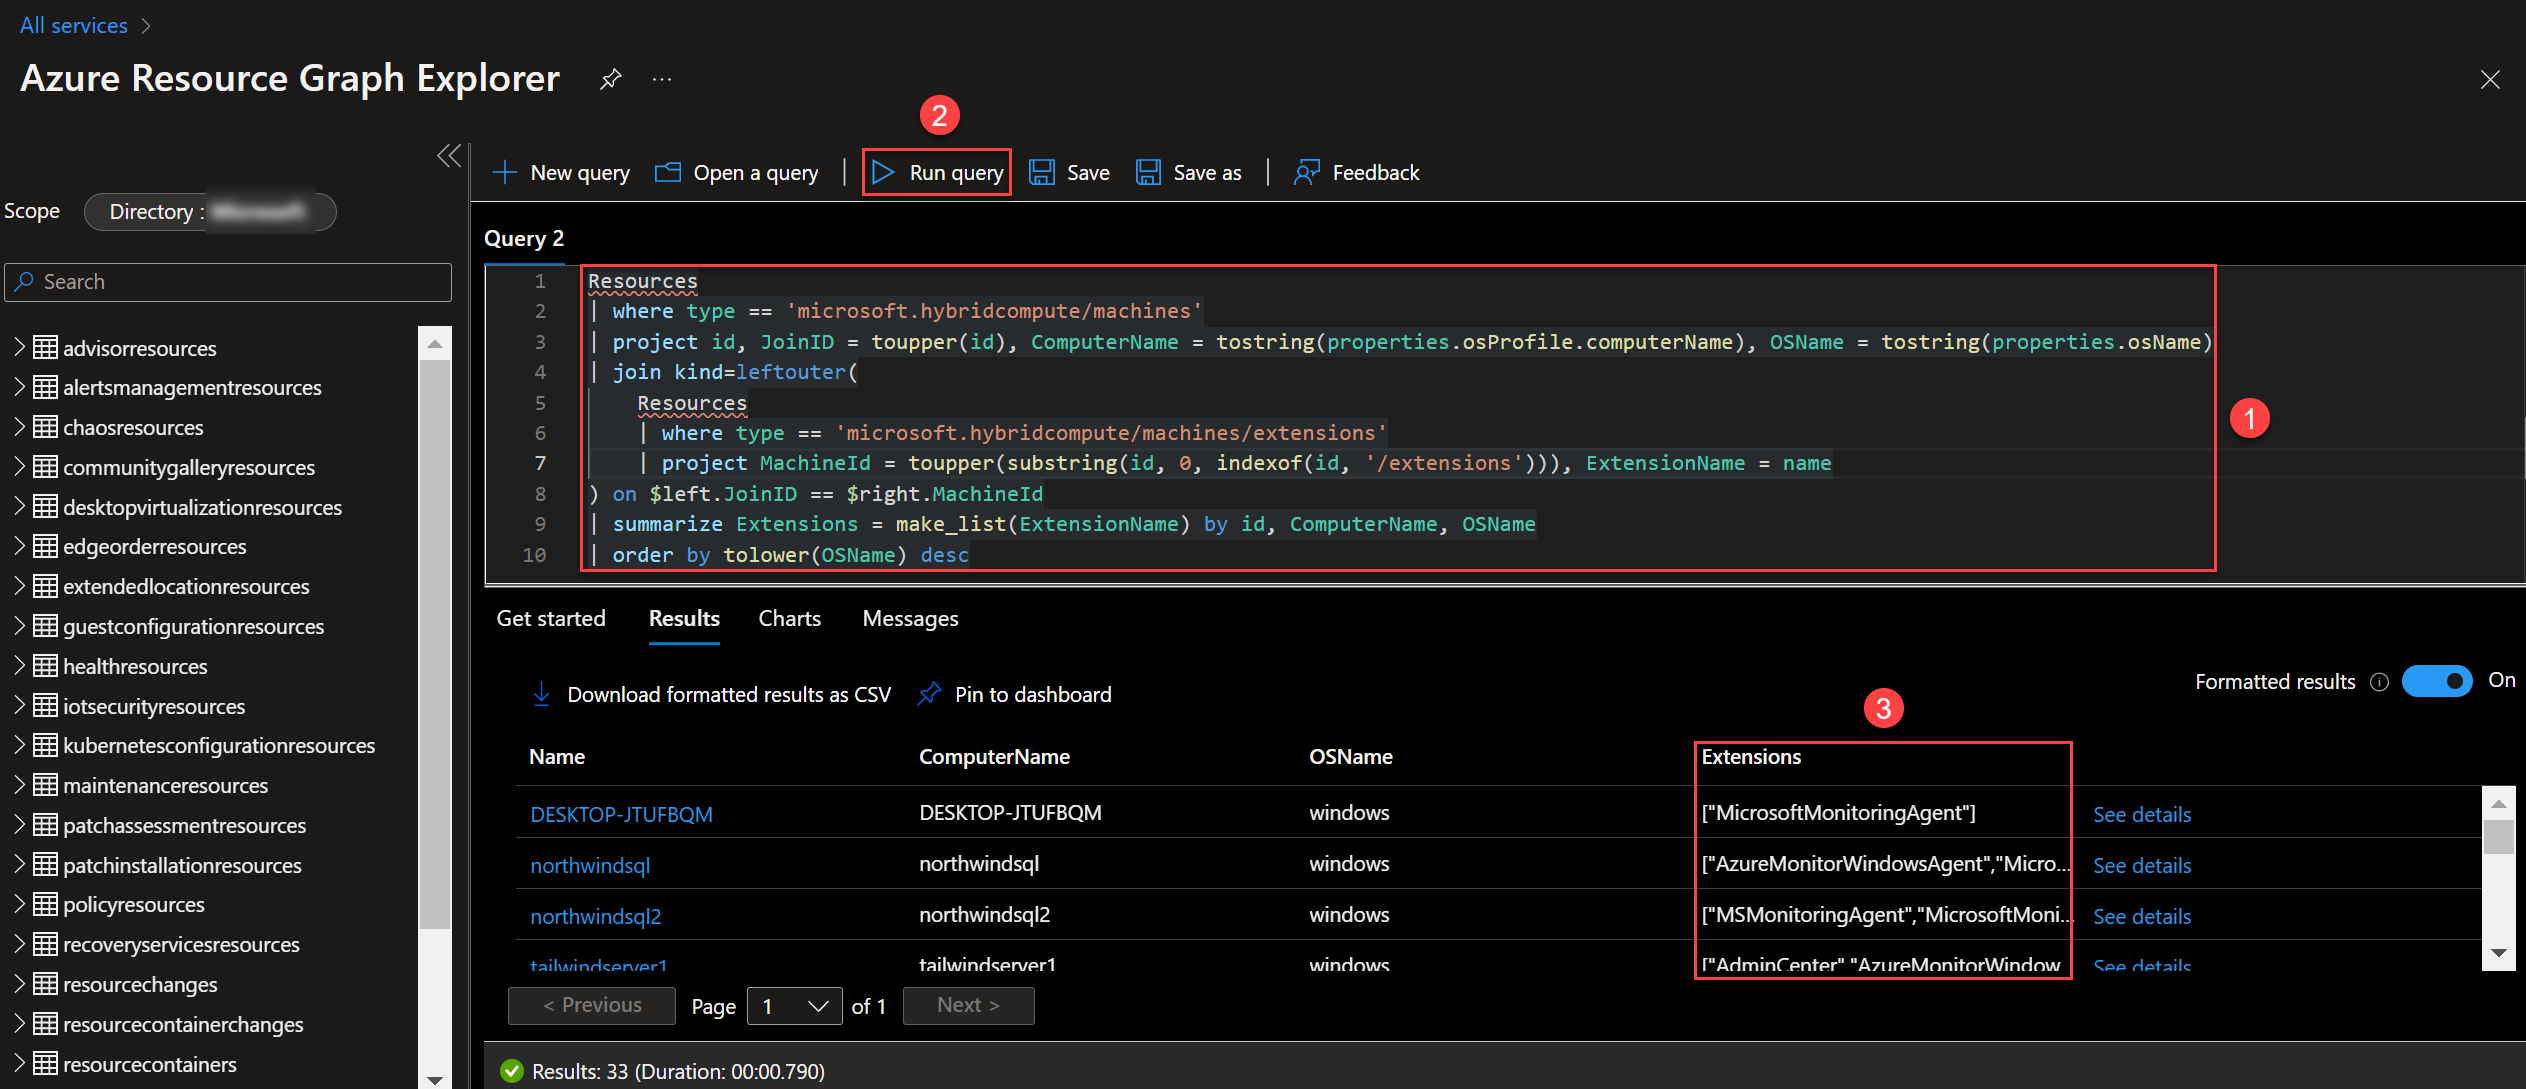 All services
Azure Resource Graph Explorer
2
New query
Open a query
Run query
Save
Save as
Feedback
Scope
Directory :
Search
advisorresources
alertsmanagementresources
chaosresources
communitygalleryresources
desktopvirtualizationresources
edgeorderresources
extendedlocationresources
guestconfigurationresources
healthresources
iotsecurityresources
kubernetesconfigurationresources
maintenanceresources
patchassessmentresources
patchinstallationresources
policyresources
recoveryservicesresources
resourcechanges
resourcecontainerchanges
resourcecontainers
Query 2
1 Resources
2 | where type == 'microsoft.hybridcompute/machines'
3 | project id, JoinID = toupper(id), ComputerName = tostring(properties.osProfile.computerName), OSName = tostring(properties.osName)
4 | join kind=leftouter(
5 Resources
6 | where type == 'microsoft.hybridcompute/machines/extensions'
7 | project MachineId = toupper(substring(id, 0, indexof(id, '/extensions'))), ExtensionName = name
8 ) on $left.JoinID == $right.MachineId
9 | summarize Extensions = make_list(ExtensionName) by id, ComputerName, OSName
10 | order by tolower(OSName) desc
1
Get started Results Charts Messages
Download formatted results as CSV
Pin to dashboard
Formatted results
On
3
Name ComputerName OSName Extensions
DESKTOP-JTUFBQM DESKTOP-JTUFBQM windows ["MicrosoftMonitoringAgent"] See details
northwindsql northwindsql windows ["AzureMonitorWindowsAgent","Micro... See details
northwindsql2 northwindsql2 windows ["MSMonitoringAgent","MicrosoftMoni... See details
tailwindserver1 tailwindserver1 windows ["AdminCenter","AzureMonitorWindow See details
< Previous Page 1 of 1 Next >
Results: 33 (Duration: 00:00.790)